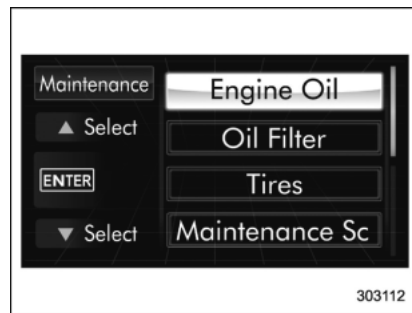 Maintenance
▲ Select
ENTER
▼ Select
Engine Oil
Oil Filter
Tires
Maintenance Sc
303112